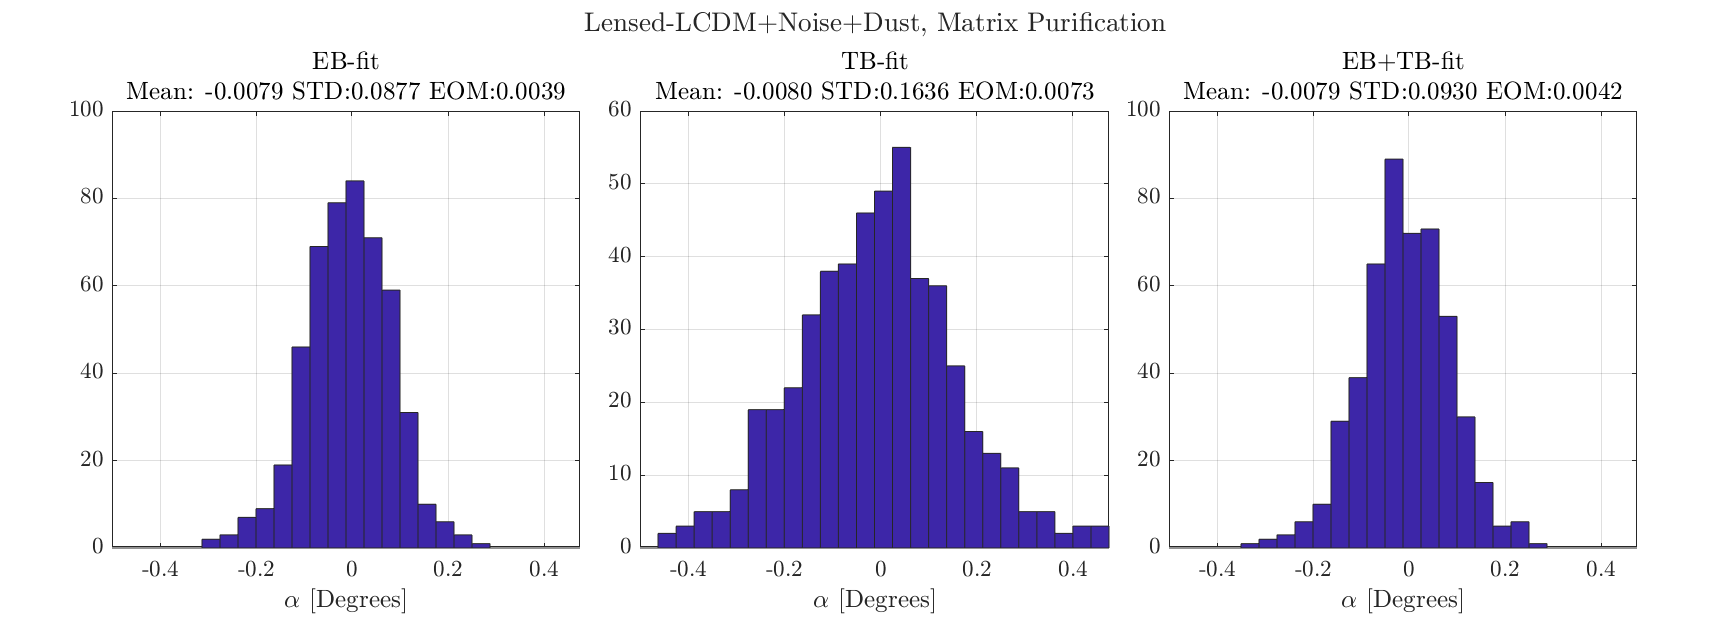 Lensed-LCDM+Noise+Dust, Matrix Purification
EB-fit
Mean: -0.0079 STD:0.0877 EOM:0.0039
100
80
60
40
20
0
-0.4 -0.2 0 0.2 0.4
α [Degrees]
TB-fit
Mean: -0.0080 STD:0.1636 EOM:0.0073
60
50
40
30
20
10
0
-0.4 -0.2 0 0.2 0.4
α [Degrees]
EB+TB-fit
Mean: -0.0079 STD:0.0930 EOM:0.0042
100
80
60
40
20
0
-0.4 -0.2 0 0.2 0.4
α [Degrees]